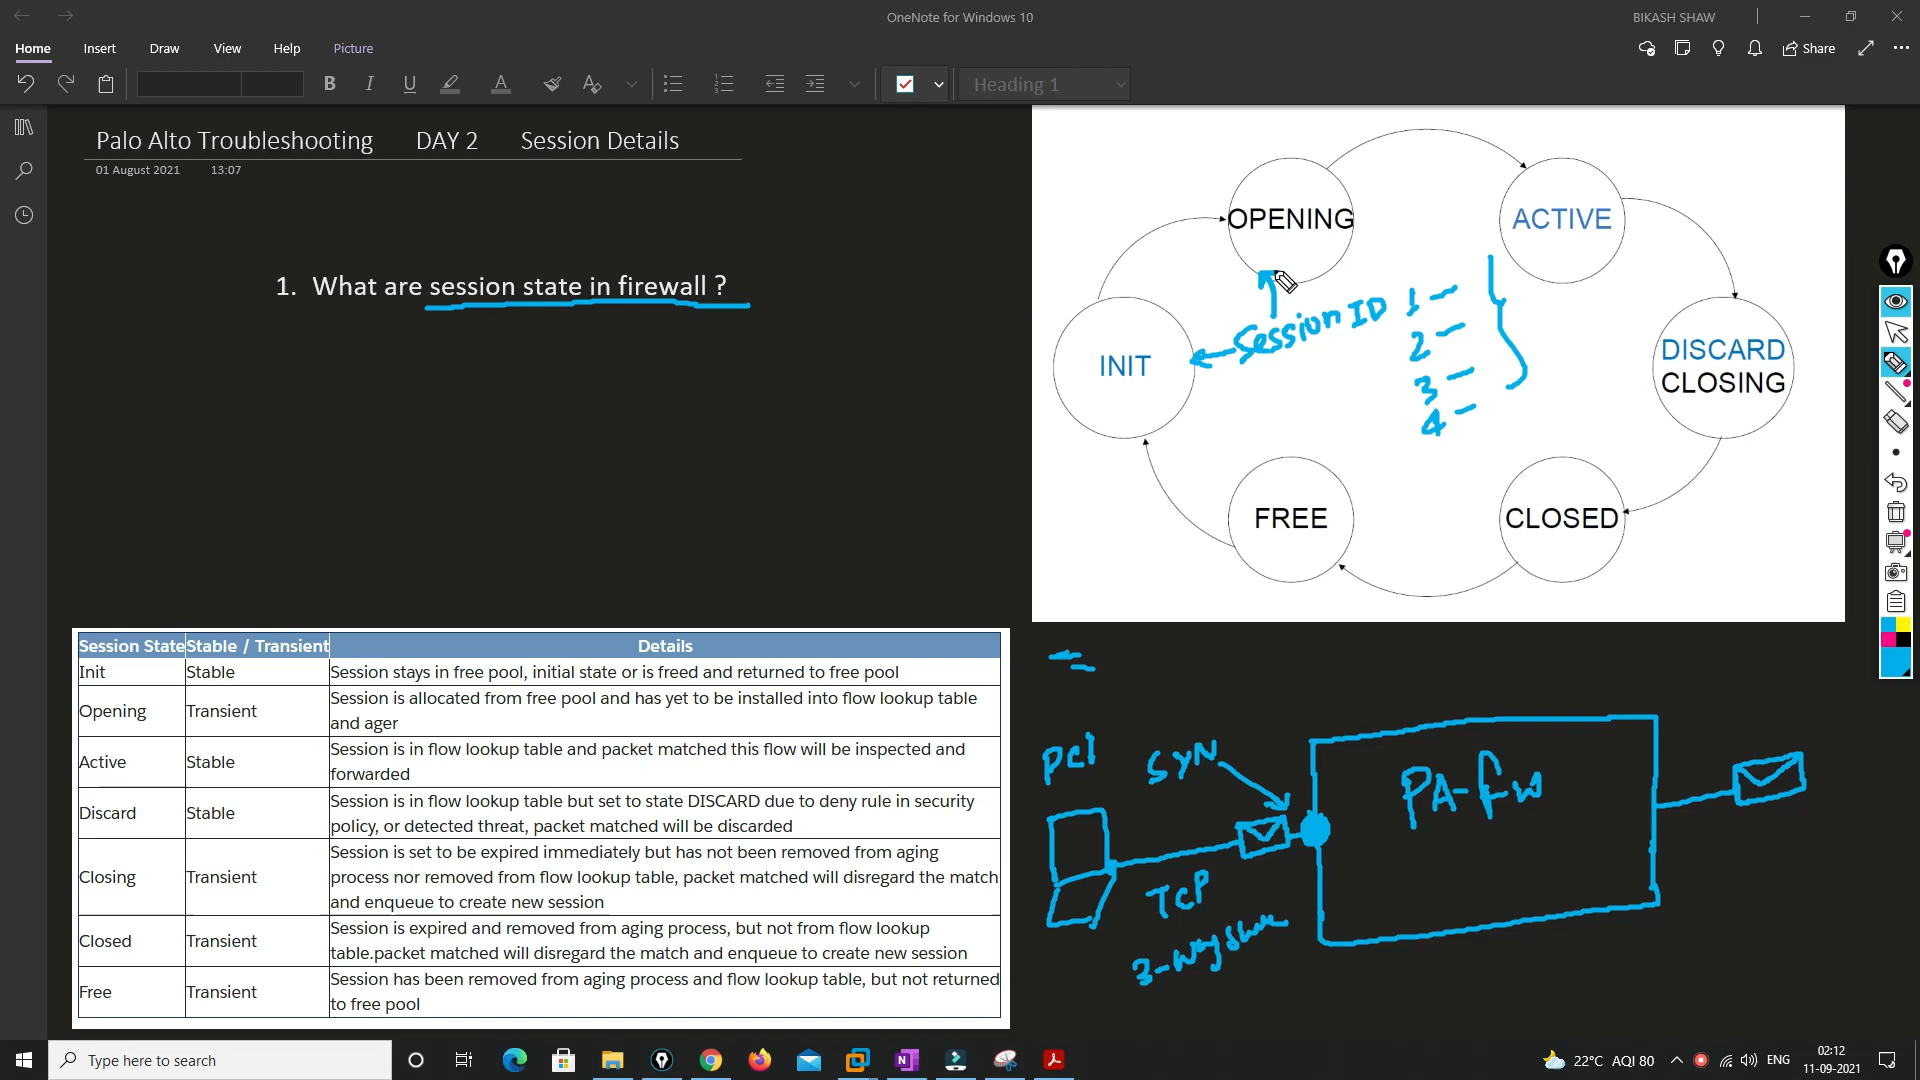 OneNote for Windows 10
BIKASH SHAW
Home Insert Draw View Help Picture
Share
B I U A A Heading 1
Palo Alto Troubleshooting DAY 2 Session Details
01 August 2021 13:07
1. What are session state in firewall ?
OPENING
ACTIVE
INIT
DISCARD
CLOSING
FREE
CLOSED
Session ID 1 -
2 -
3 -
4 -
Session State Stable / Transient Details
Init Stable Session stays in free pool, initial state or is freed and returned to free pool
Opening Transient Session is allocated from free pool and has yet to be installed into flow lookup table
and ager
Active Stable Session is in flow lookup table and packet matched this flow will be inspected and
forwarded
Discard Stable Session is in flow lookup table but set to state DISCARD due to deny rule in security
policy, or detected threat, packet matched will be discarded
Closing Transient Session is set to be expired immediately but has not been removed from aging
process nor removed from flow lookup table, packet matched will disregard the match
and enqueue to create new session
Closed Transient Session is expired and removed from aging process, but not from flow lookup
table.packet matched will disregard the match and enqueue to create new session
Free Transient Session has been removed from aging process and flow lookup table, but not returned
to free pool
PC1
SYN
PA-FW
TCP
Type here to search
22°C AQI 80
ENG
02:12
11-09-2021